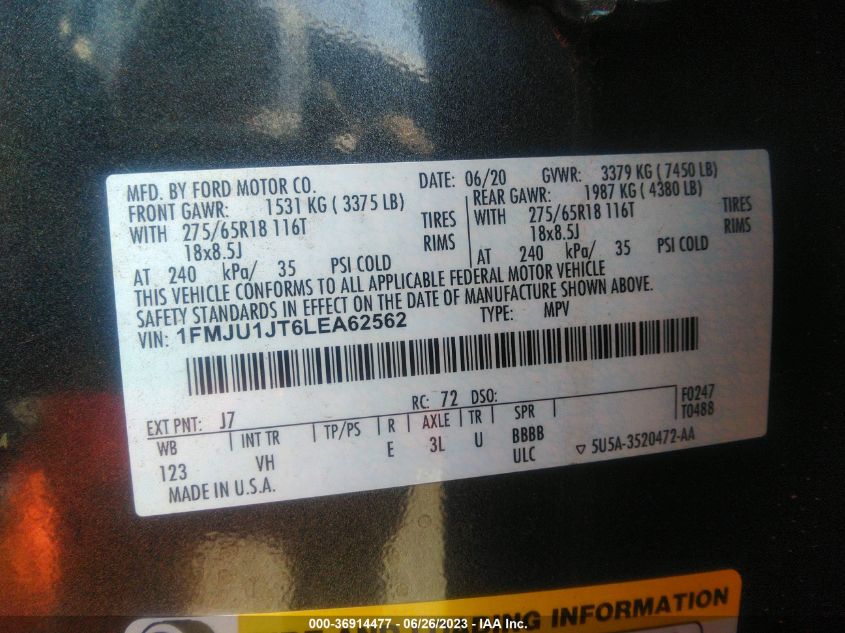 MFD. BY FORD MOTOR CO. DATE: 06/20 GVWR: 3379 KG ( 7450 LB)
FRONT GAWR: 1531 KG ( 3375 LB) REAR GAWR: 1987 KG ( 4380 LB)
WITH 275/65R18 116T TIRES WITH 275/65R18 116T TIRES
18x8.5J RIMS 18x8.5J RIMS
AT 240 kPa/ 35 PSI COLD AT 240 kPa/ 35 PSI COLD
THIS VEHICLE CONFORMS TO ALL APPLICABLE FEDERAL MOTOR VEHICLE
SAFETY STANDARDS IN EFFECT ON THE DATE OF MANUFACTURE SHOWN ABOVE.
VIN: 1FMJU1JT6LEA62562 TYPE: MPV
EXT PNT: J7 RC: 72 DSO: F0247
T0488
WB INT TR TP/PS R AXLE TR SPR
123 VH E 3L U BBBB
ULC
▽ 5U5A-3520472-AA
MADE IN U.S.A.
AND LOADING INFORMATION
000-36914477 - 06/26/2023 - IAA Inc.